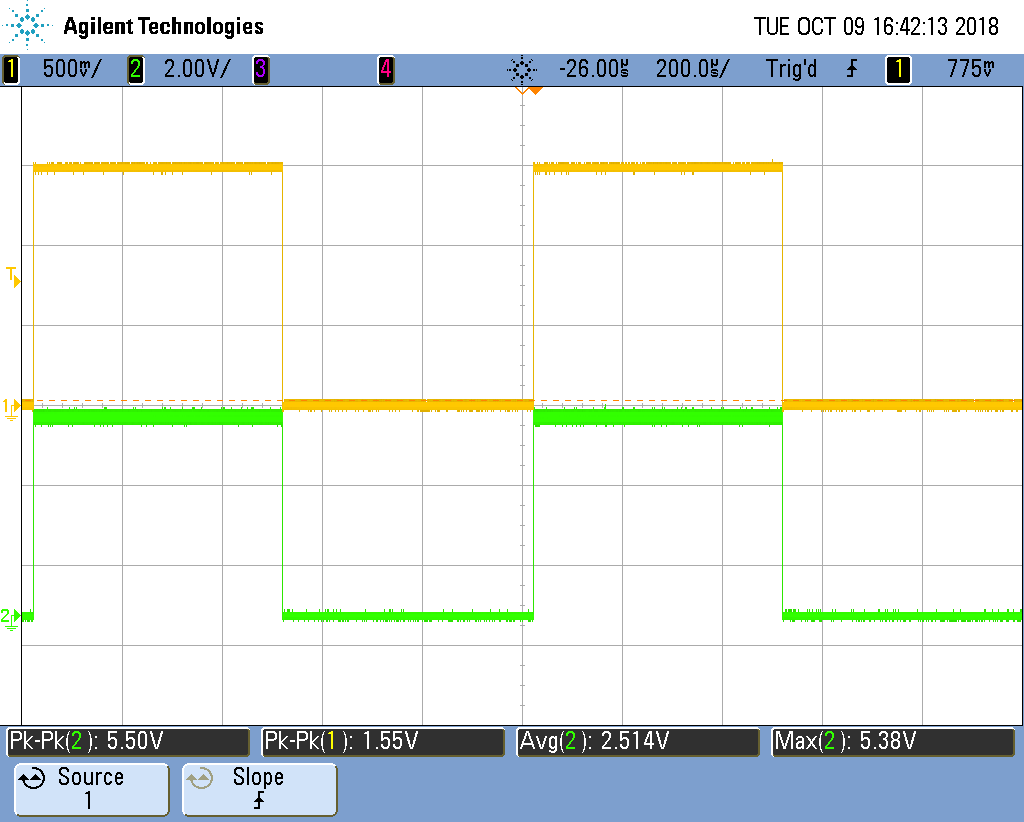 Agilent Technologies TUE OCT 09 16:42:13 2018
1 500mV/ 2 2.00V/ 3 4 -26.00µs 200.0µs/ Trig'd 1 775mV
T
1
2
Pk-Pk(2): 5.50V Pk-Pk(1): 1.55V Avg(2): 2.514V Max(2): 5.38V
Source Slope
1